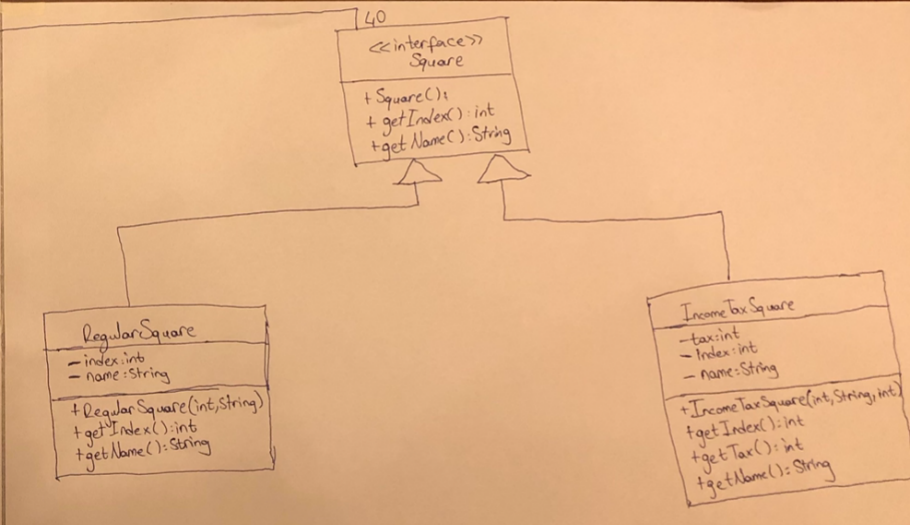 40
<<interface>>
Square
+ Square():
+ getIndex(): int
+ getName(): String
RegularSquare
- index: int
- name: String
+ RegularSquare(int, String)
+ getIndex(): int
+ getName(): String
IncomeTaxSquare
- tax: int
- Index: int
- name: String
+ IncomeTaxSquare(int, String, int)
+ getIndex(): int
+ getTax(): int
+ getName(): String